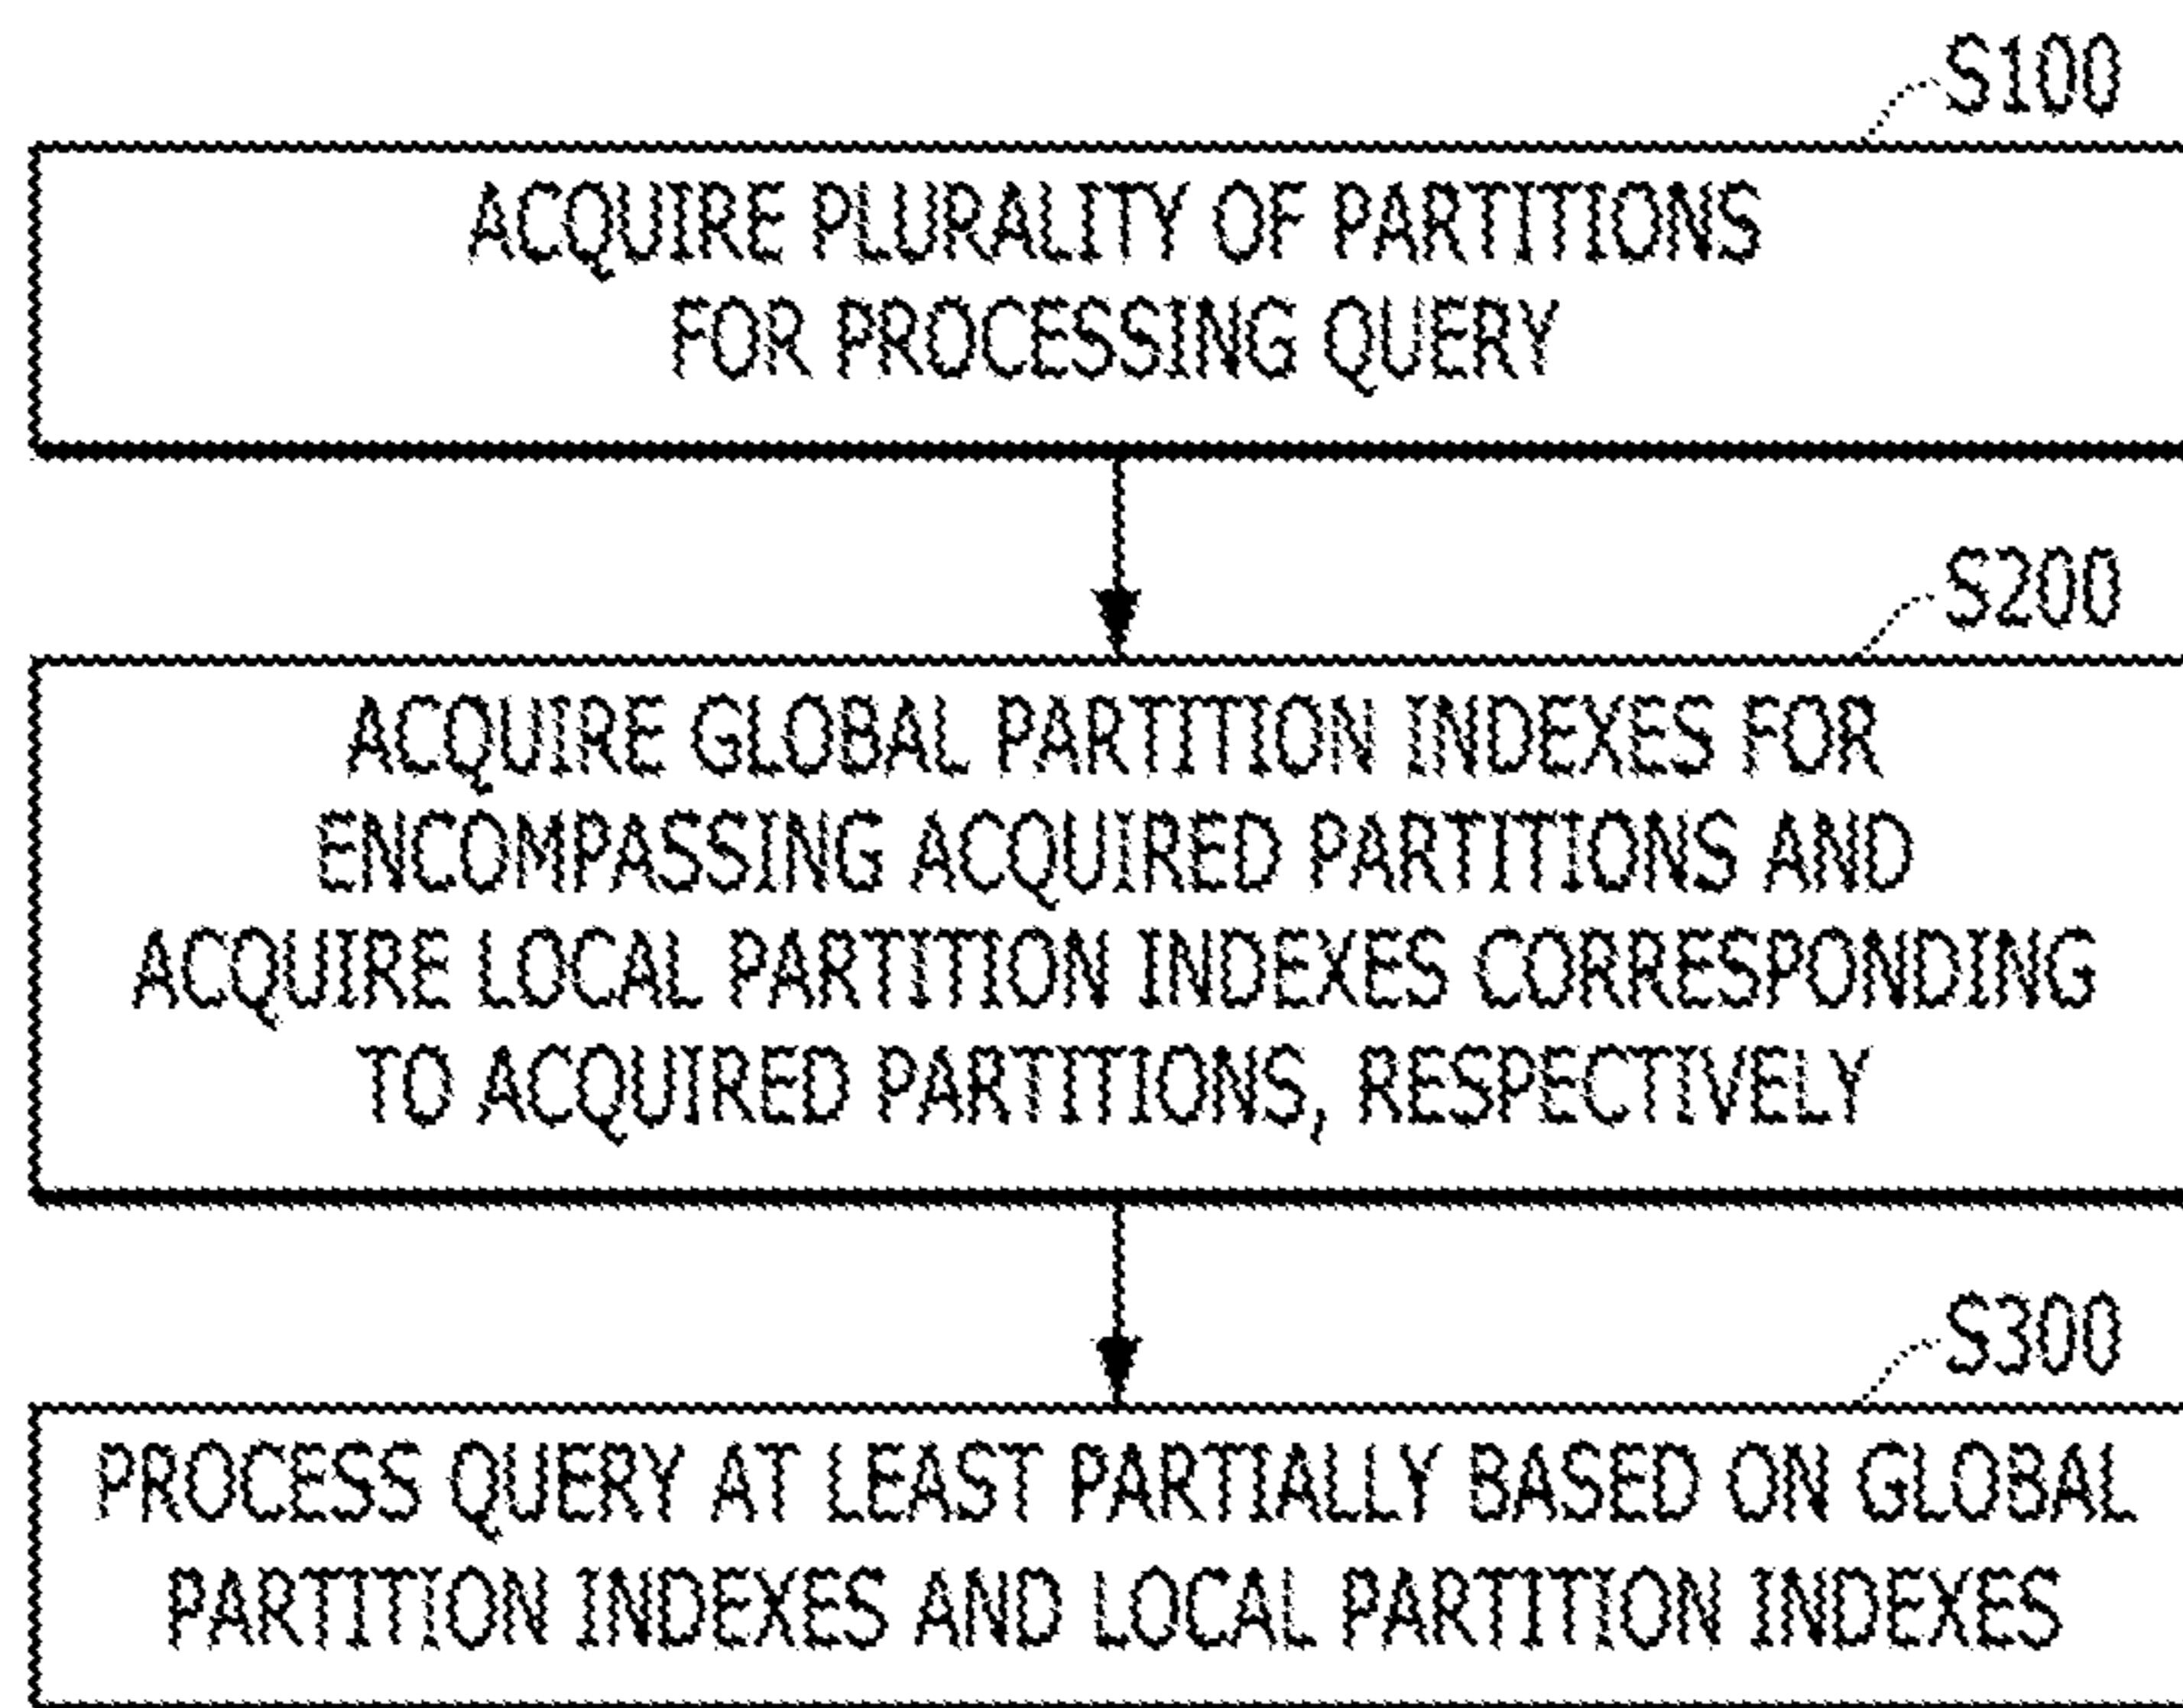 S100
ACQUIRE PLURALITY OF PARTITIONS
FOR PROCESSING QUERY
S200
ACQUIRE GLOBAL PARTITION INDEXES FOR
ENCOMPASSING ACQUIRED PARTITIONS AND
ACQUIRE LOCAL PARTITION INDEXES CORRESPONDING
TO ACQUIRED PARTITIONS, RESPECTIVELY
S300
PROCESS QUERY AT LEAST PARTIALLY BASED ON GLOBAL
PARTITION INDEXES AND LOCAL PARTITION INDEXES